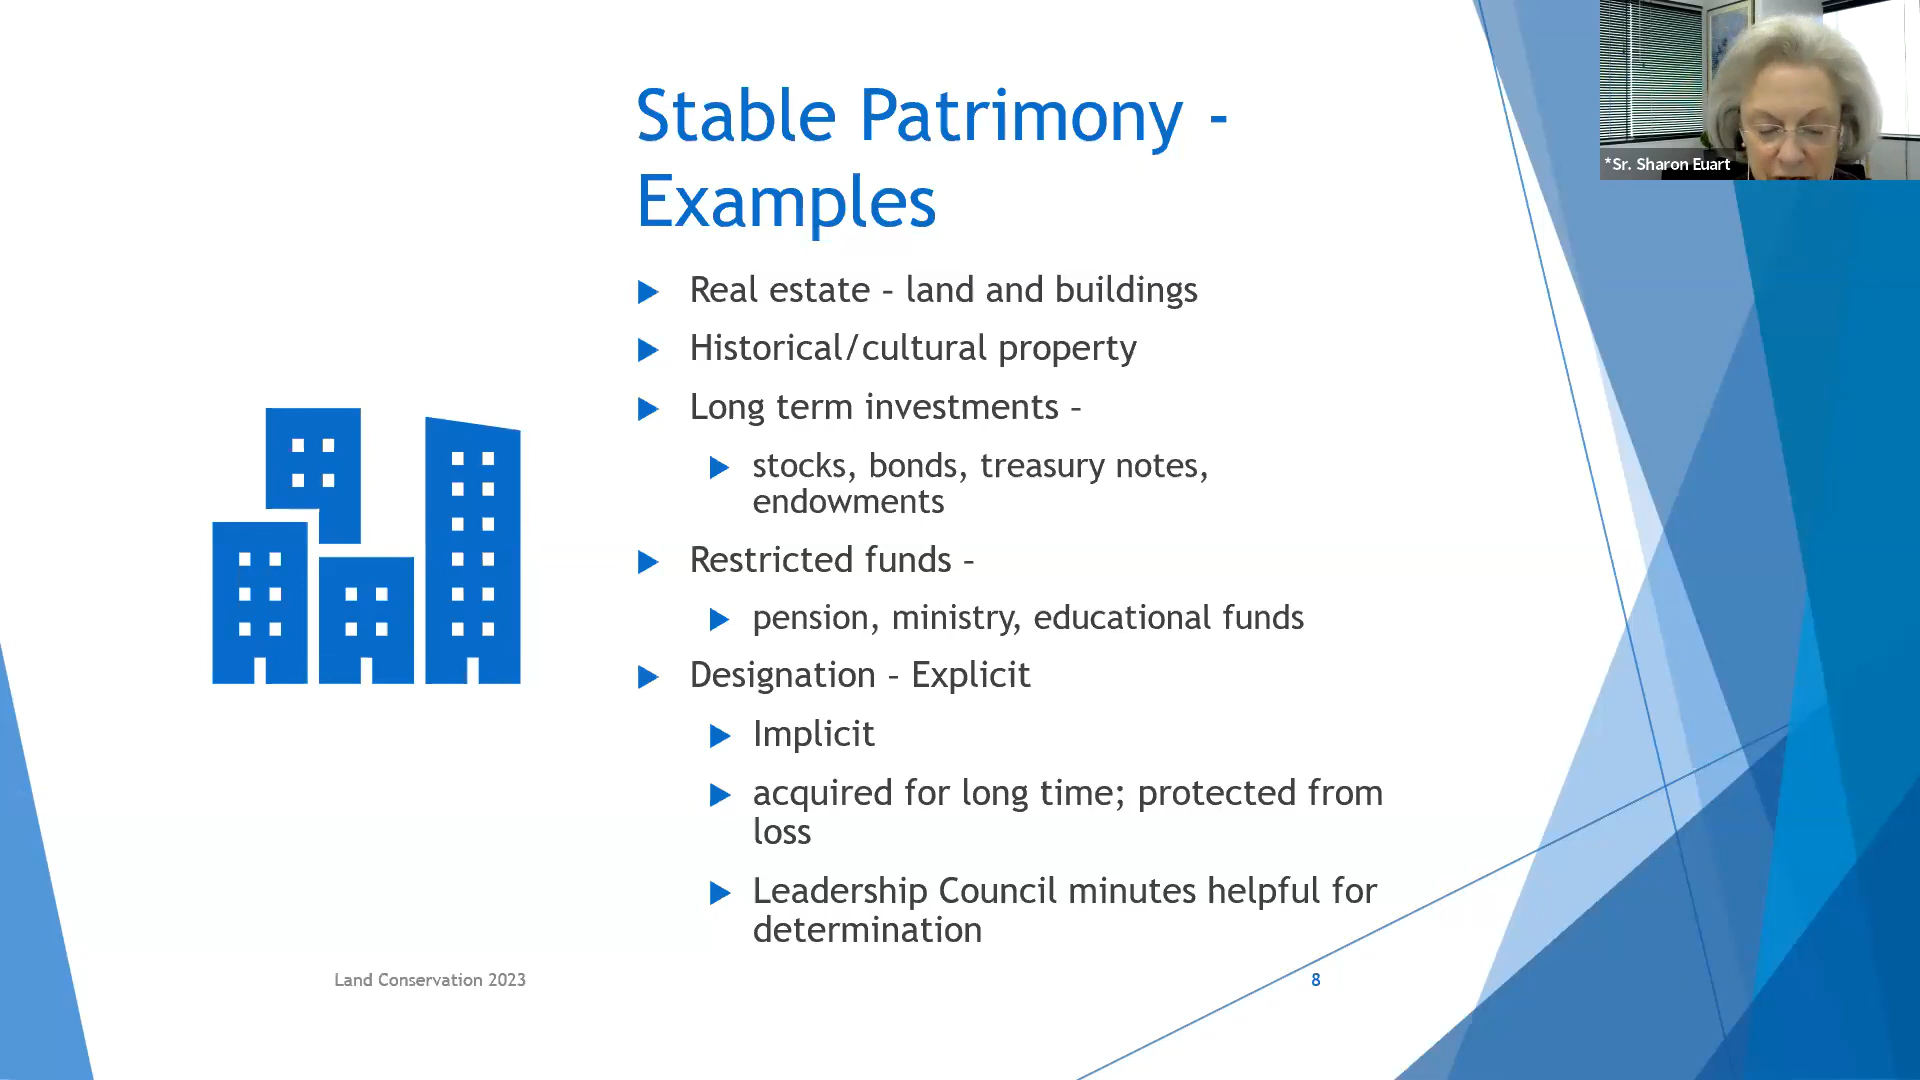 Stable Patrimony -
Examples
Real estate – land and buildings
Historical/cultural property
Long term investments –
stocks, bonds, treasury notes,
endowments
Restricted funds –
pension, ministry, educational funds
Designation – Explicit
Implicit
acquired for long time; protected from
loss
Leadership Council minutes helpful for
determination
Land Conservation 2023
8
*Sr. Sharon Euart